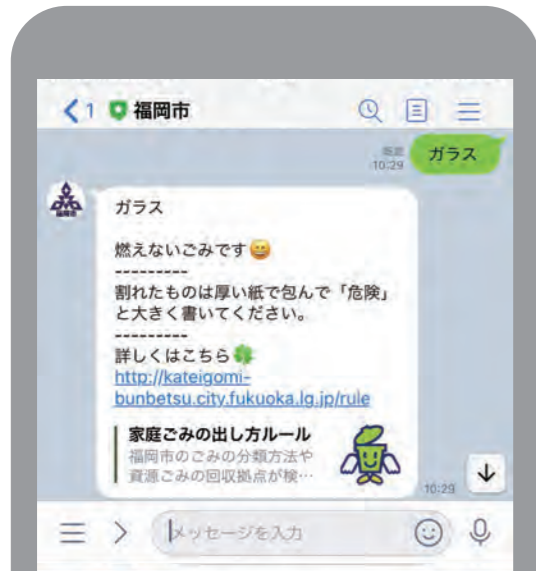 1 福岡市
ガラス
既読
10:29
福岡市
ガラス
燃えないごみです
---------
割れたものは厚い紙で包んで「危険」
と大きく書いてください。
---------
詳しくはこちら
http://kateigomi-
bunbetsu.city.fukuoka.lg.jp/rule
家庭ごみの出し方ルール
福岡市のごみの分類方法や
資源ごみの回収拠点が検…
10:29
メッセージを入力